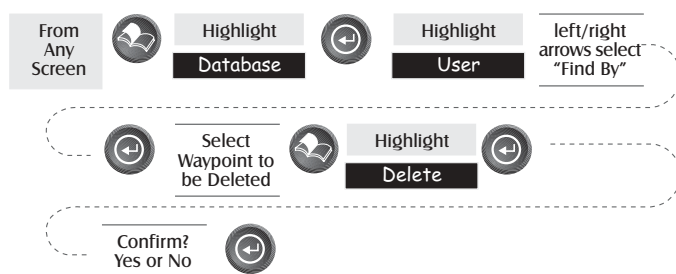 From
Any
Screen
Highlight
Database
Highlight
User
left/right
arrows select
“Find By”
Select
Waypoint to
be Deleted
Highlight
Delete
Confirm?
Yes or No